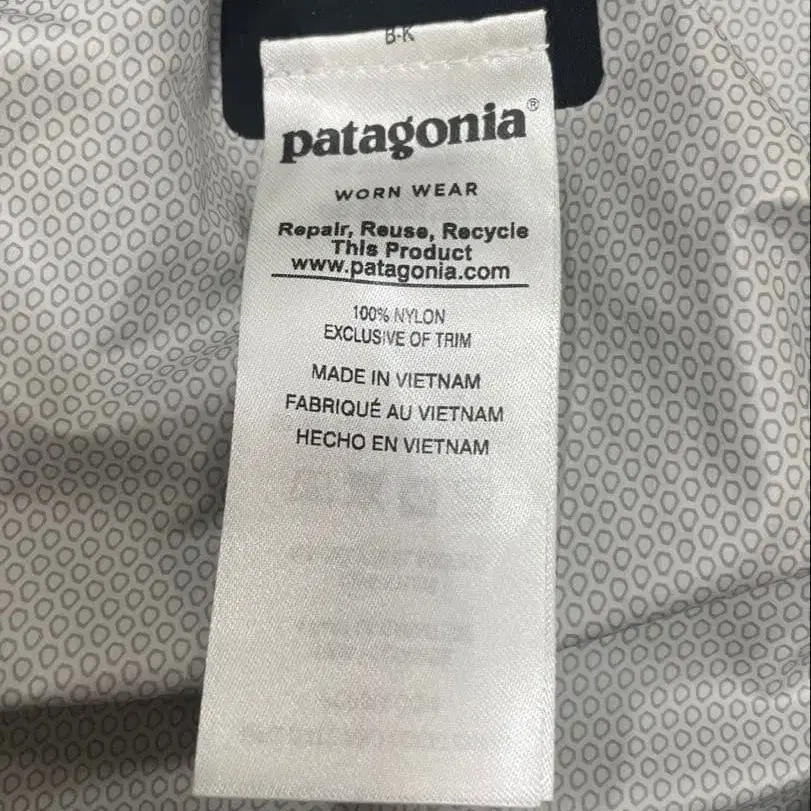 B-K
patagonia®
WORN WEAR
Repair, Reuse, Recycle
This Product
www.patagonia.com
100% NYLON
EXCLUSIVE OF TRIM
MADE IN VIETNAM
FABRIQUÉ AU VIETNAM
HECHO EN VIETNAM